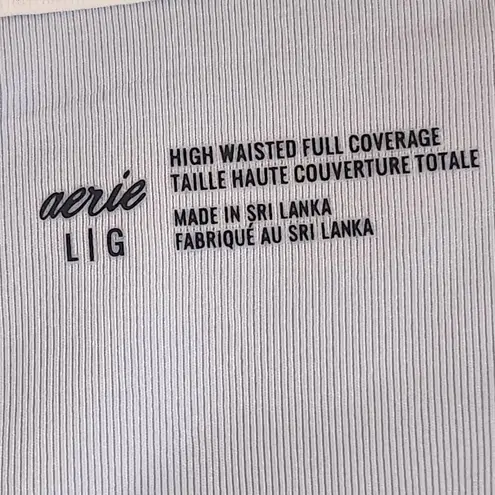 aerie
L|G
HIGH WAISTED FULL COVERAGE
TAILLE HAUTE COUVERTURE TOTALE
MADE IN SRI LANKA
FABRIQUÉ AU SRI LANKA